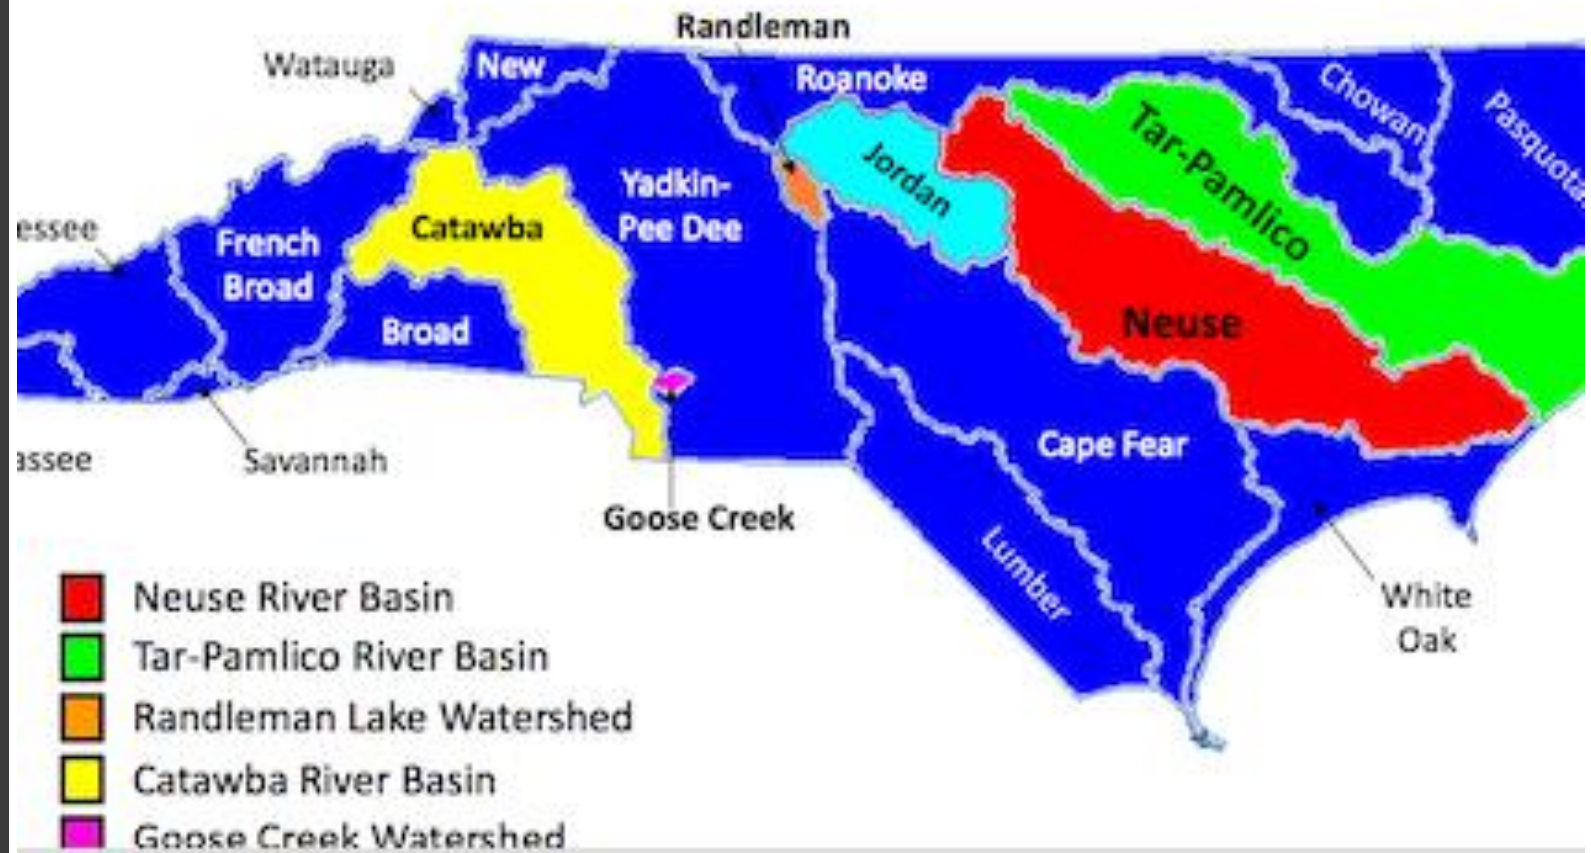 Randleman
Watauga
New
Roanoke
Chowan
Pasquota
Tar-Pamlico
Jordan
Yadkin-
Pee Dee
Catawba
essee
French
Broad
Broad
Neuse
Cape Fear
assee
Savannah
Goose Creek
Lumber
White
Oak
Neuse River Basin
Tar-Pamlico River Basin
Randleman Lake Watershed
Catawba River Basin
Goose Creek Watershed